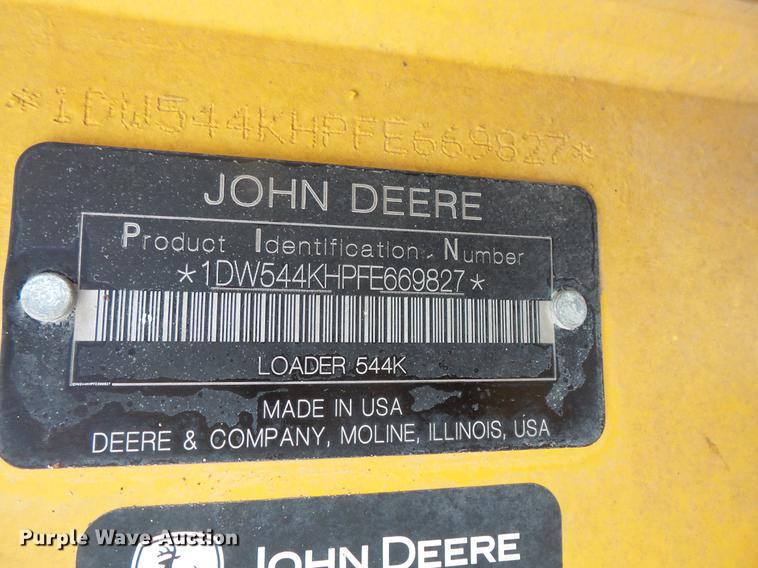 *1DW544KHPFE669827*
JOHN DEERE
Product Identification Number
*1DW544KHPFE669827*
LOADER 544K
1DW544KHPFE669827
MADE IN USA
DEERE & COMPANY, MOLINE, ILLINOIS, USA
JOHN DEERE
Purple Wave Auction